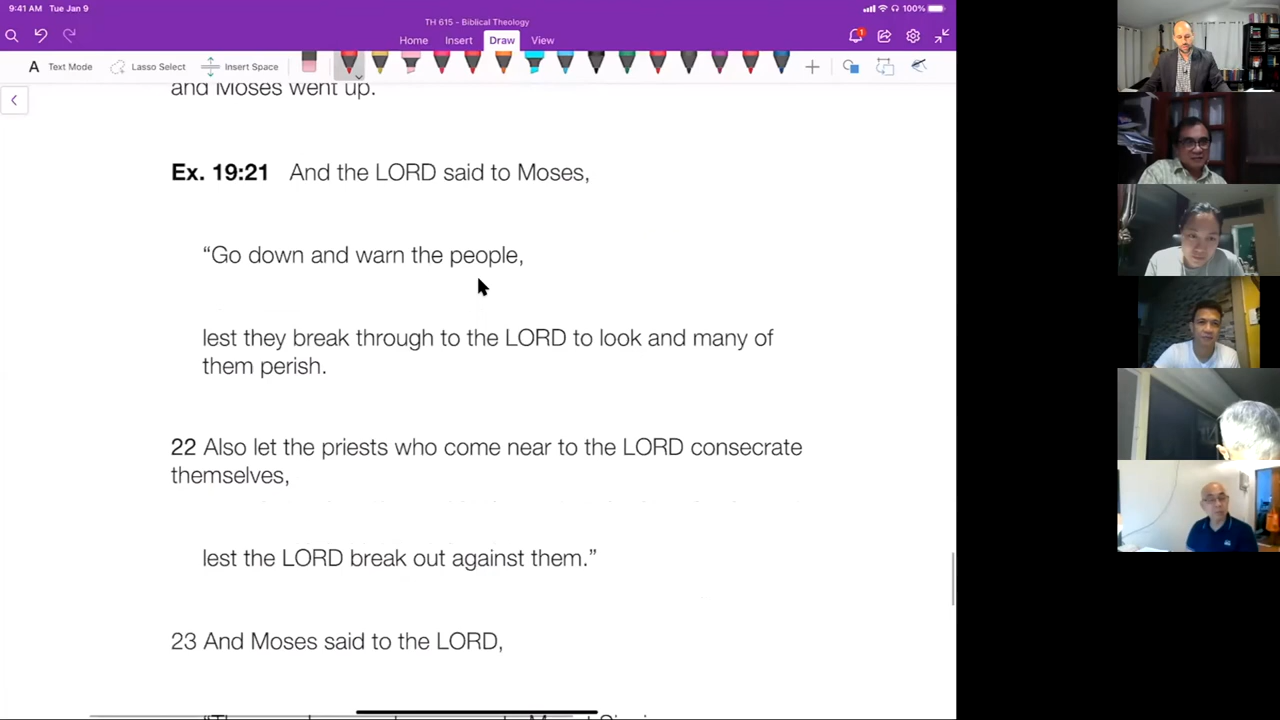 9:41 AM Tue Jan 9
100%
TH 615 - Biblical Theology
Home Insert Draw View
1
A Text Mode Lasso Select Insert Space
and Moses went up.
Ex. 19:21 And the LORD said to Moses,
“Go down and warn the people,
lest they break through to the LORD to look and many of
them perish.
22 Also let the priests who come near to the LORD consecrate
themselves,
lest the LORD break out against them.”
23 And Moses said to the LORD,